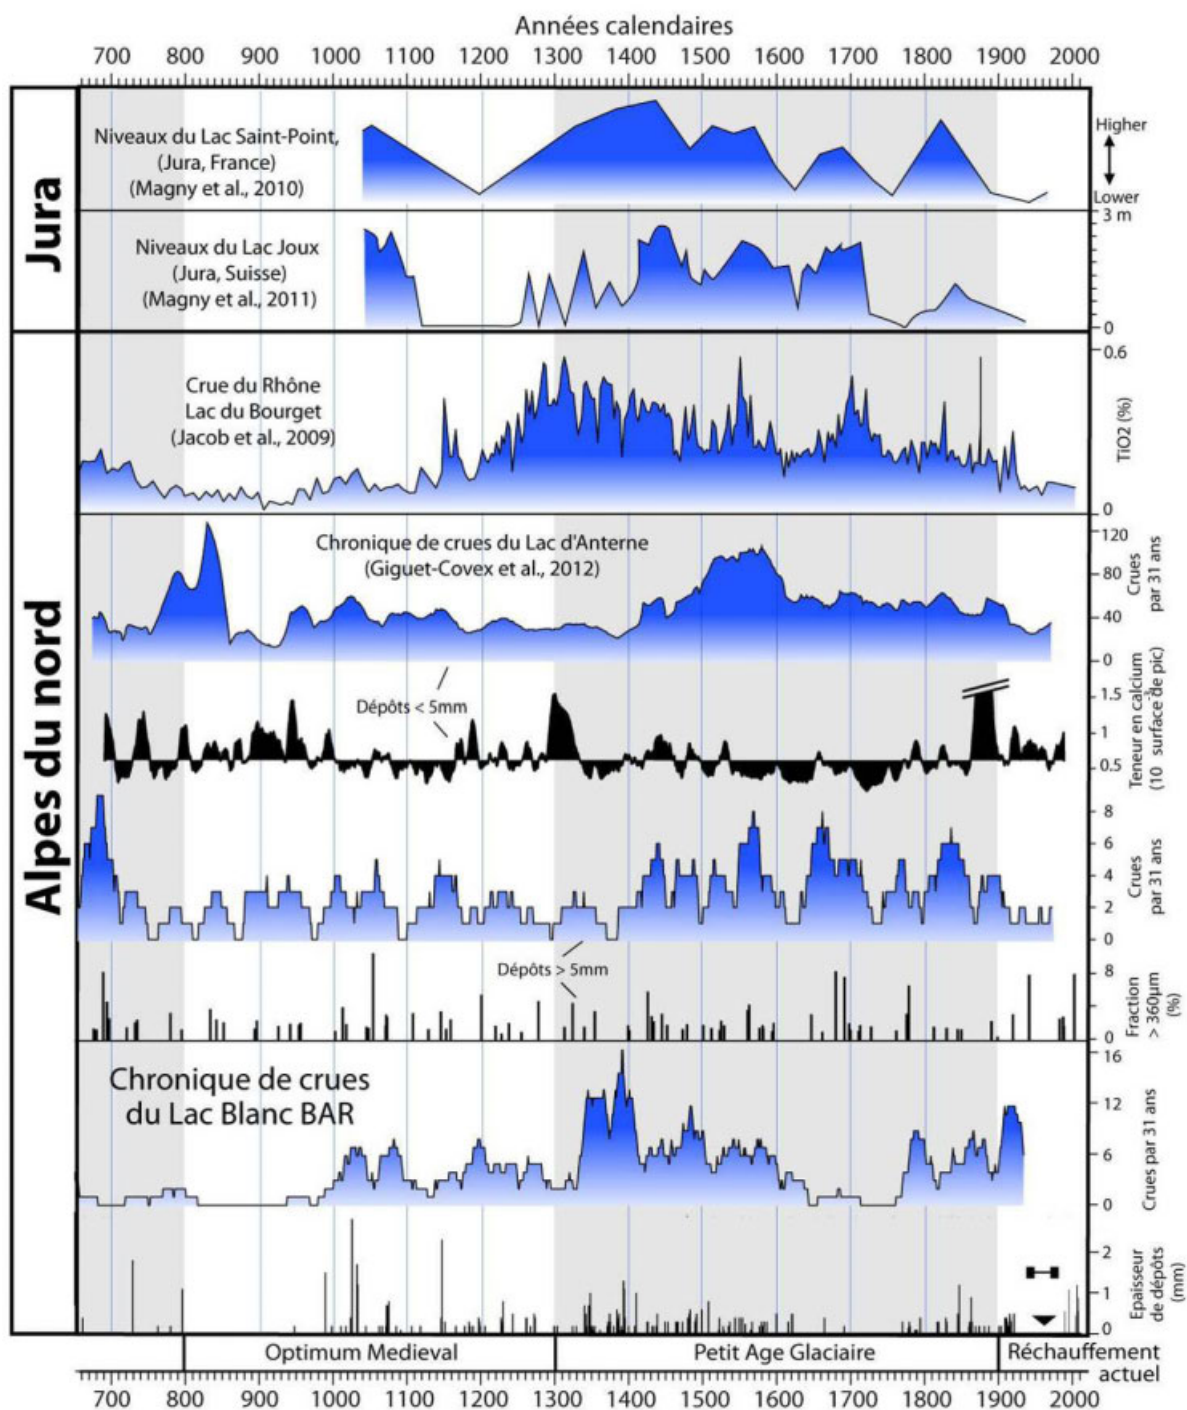 Années calendaires
700 800 900 1000 1100 1200 1300 1400 1500 1600 1700 1800 1900 2000
Jura
Niveaux du Lac Saint-Point,
(Jura, France)
(Magny et al., 2010)
Higher
Lower
3 m
Niveaux du Lac Joux
(Jura, Suisse)
(Magny et al., 2011)
0
Alpes du nord
0.6
Crue du Rhône
Lac du Bourget
(Jacob et al., 2009)
TiO2 (%)
0
Chronique de crues du Lac d'Anterne
(Giguet-Covex et al., 2012)
120
80
40
0
Crues
par 31 ans
Dépôts < 5mm
1.5
1
0.5
Teneur en calcium
(10 surface de pic)
-3
8
6
4
2
0
Crues
par 31 ans
Dépôts > 5mm
8
4
0
Fraction
> 360µm
(%)
Chronique de crues
du Lac Blanc BAR
16
12
6
0
Crues par 31 ans
2
1
0
Epaisseur
de dépôts
(mm)
Optimum Medieval
Petit Age Glaciaire
Réchauffement
actuel
700 800 900 1000 1100 1200 1300 1400 1500 1600 1700 1800 1900 2000